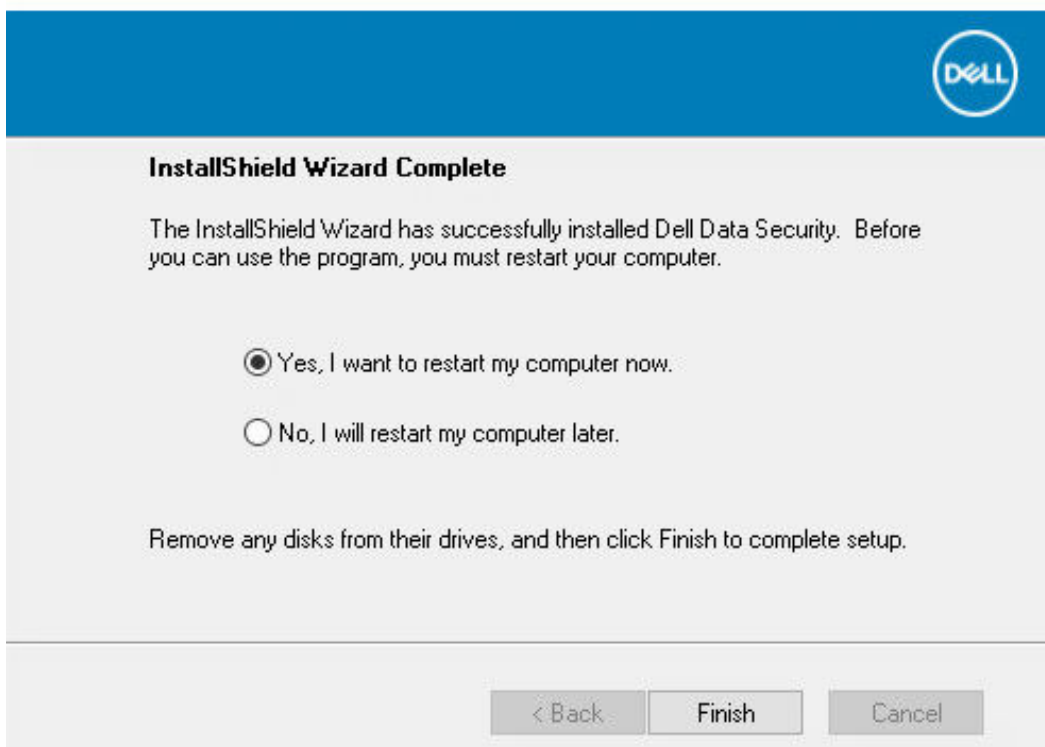 DELL
InstallShield Wizard Complete
The InstallShield Wizard has successfully installed Dell Data Security. Before
you can use the program, you must restart your computer.
Yes, I want to restart my computer now.
No, I will restart my computer later.
Remove any disks from their drives, and then click Finish to complete setup.
< Back
Finish
Cancel